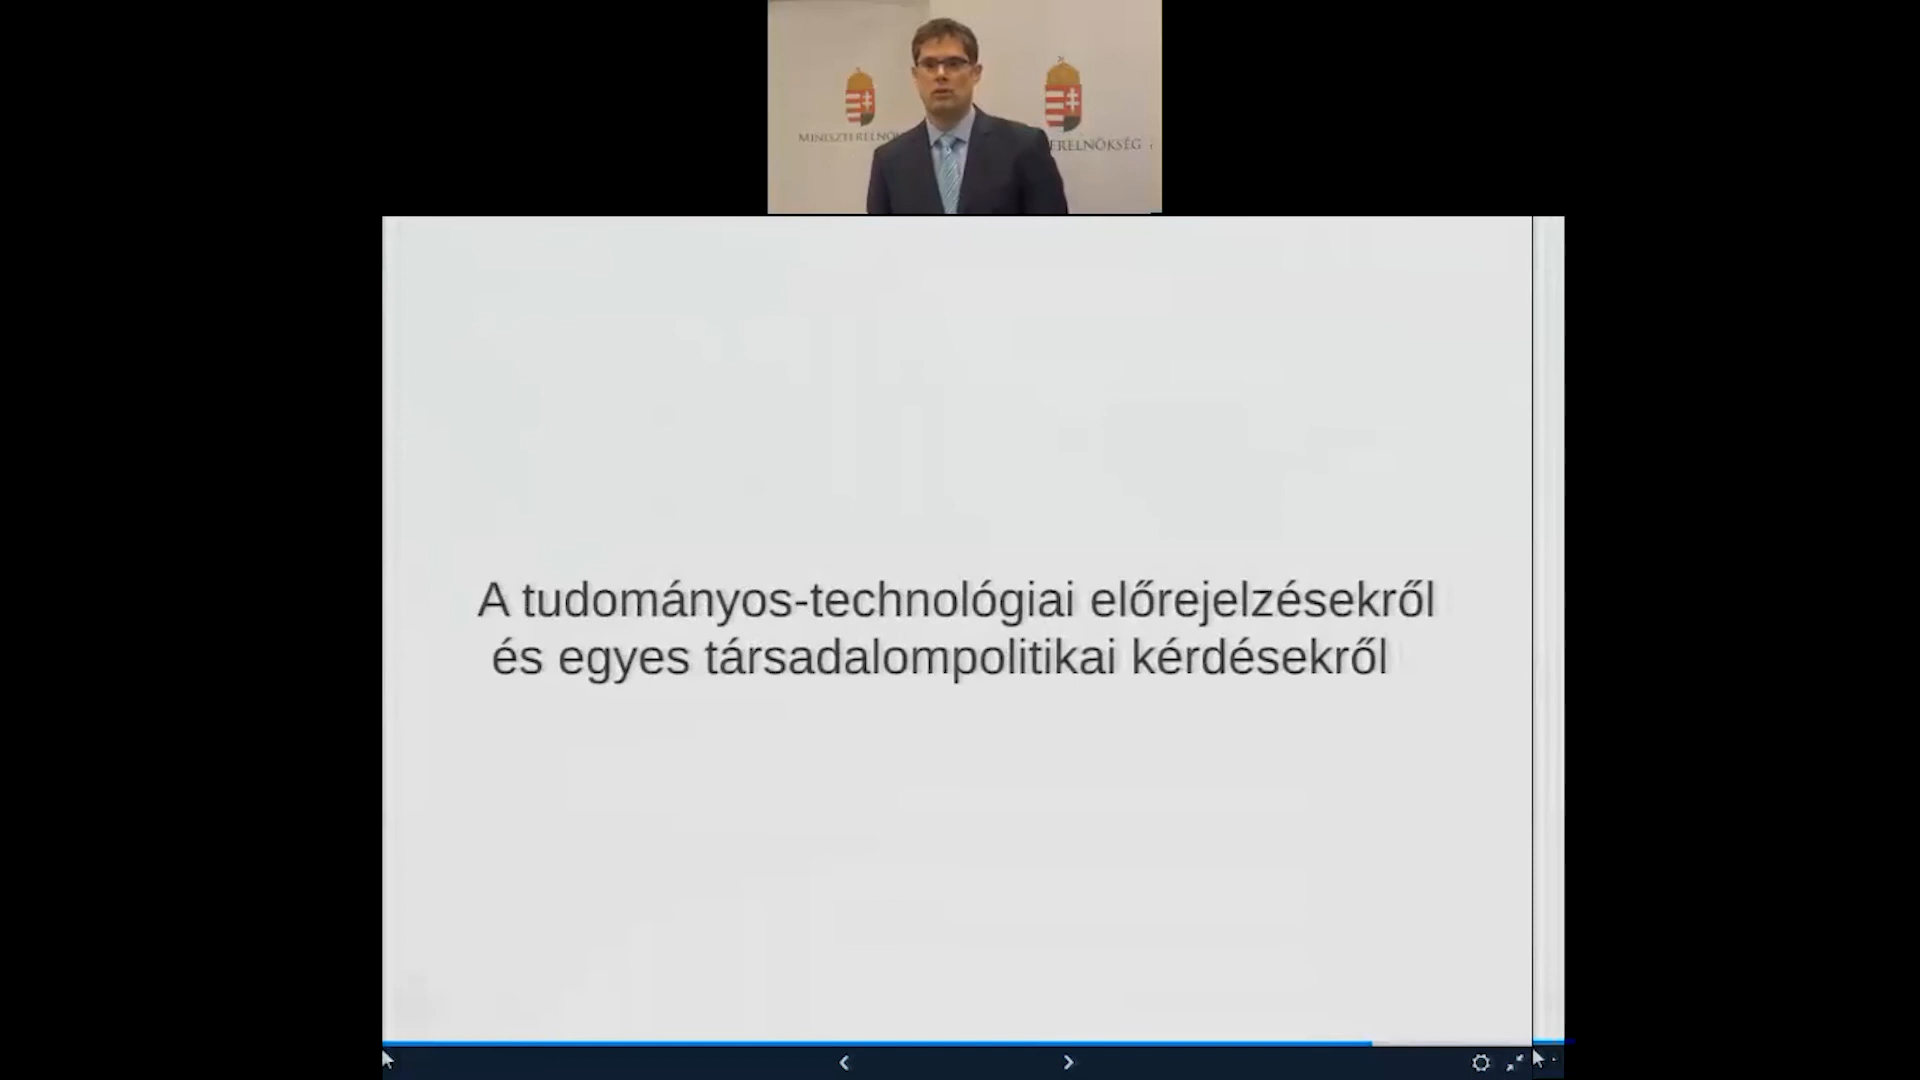 MINISZTERELNÖ
ERELNÖKSÉG
A tudományos-technológiai előrejelzésekről
és egyes társadalompolitikai kérdésekről